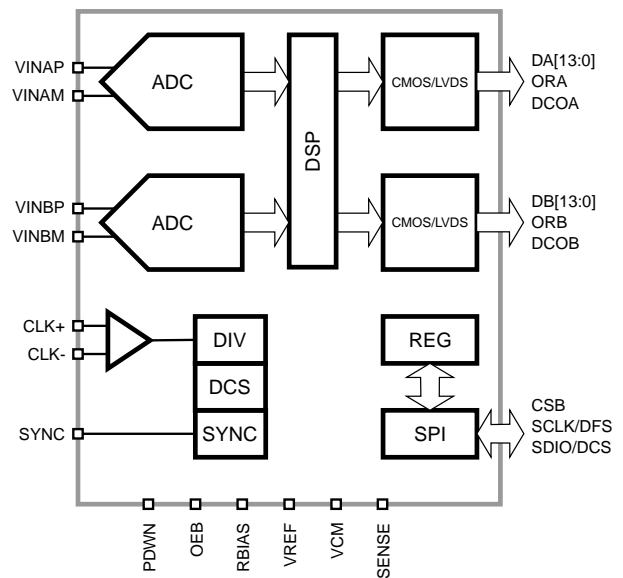 VINAP
VINAM
ADC
DSP
CMOS/LVDS
DA[13:0]
ORA
DCOA
VINBP
VINBM
ADC
CMOS/LVDS
DB[13:0]
ORB
DCOB
CLK+
CLK-
DIV
DCS
SYNC
SYNC
REG
SPI
CSB
SCLK/DFS
SDIO/DCS
PDWN
OEB
RBIAS
VREF
VCM
SENSE